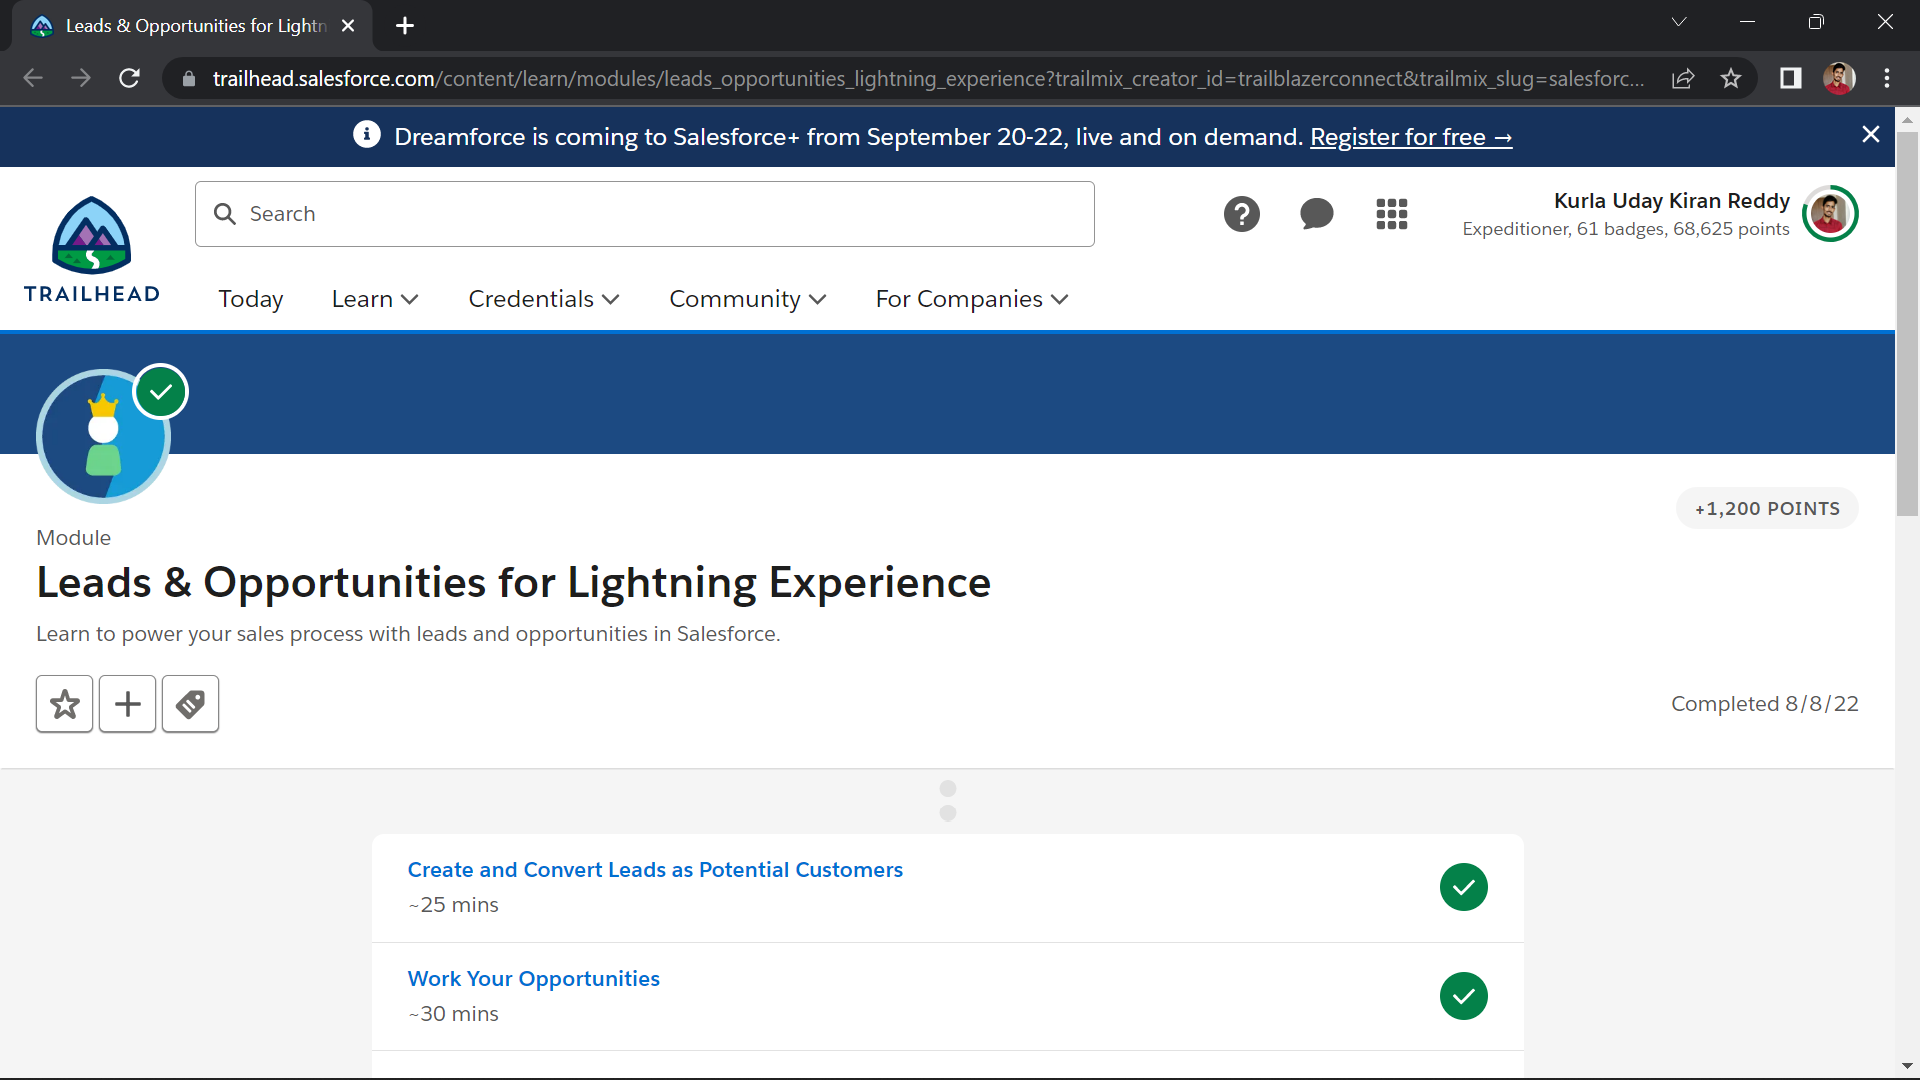 Leads & Opportunities for Lightn
trailhead.salesforce.com/content/learn/modules/leads_opportunities_lightning_experience?trailmix_creator_id=trailblazerconnect&trailmix_slug=salesforc...
Dreamforce is coming to Salesforce+ from September 20-22, live and on demand. Register for free →
Search
Kurla Uday Kiran Reddy
Expeditioner, 61 badges, 68,625 points
TRAILHEAD
Today
Learn
Credentials
Community
For Companies
+1,200 POINTS
Module
Leads & Opportunities for Lightning Experience
Learn to power your sales process with leads and opportunities in Salesforce.
Completed 8/8/22
Create and Convert Leads as Potential Customers
~25 mins
Work Your Opportunities
~30 mins